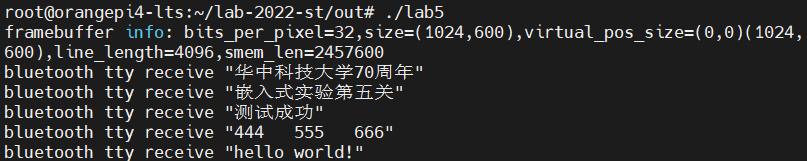 root@orangepi4-lts:~/lab-2022-st/out# ./lab5
framebuffer info: bits_per_pixel=32,size=(1024,600),virtual_pos_size=(0,0)(1024,
600),line_length=4096,smem_len=2457600
bluetooth tty receive "华中科技大学70周年"
bluetooth tty receive "嵌入式实验第五关"
bluetooth tty receive "测试成功"
bluetooth tty receive "444   555   666"
bluetooth tty receive "hello world!"